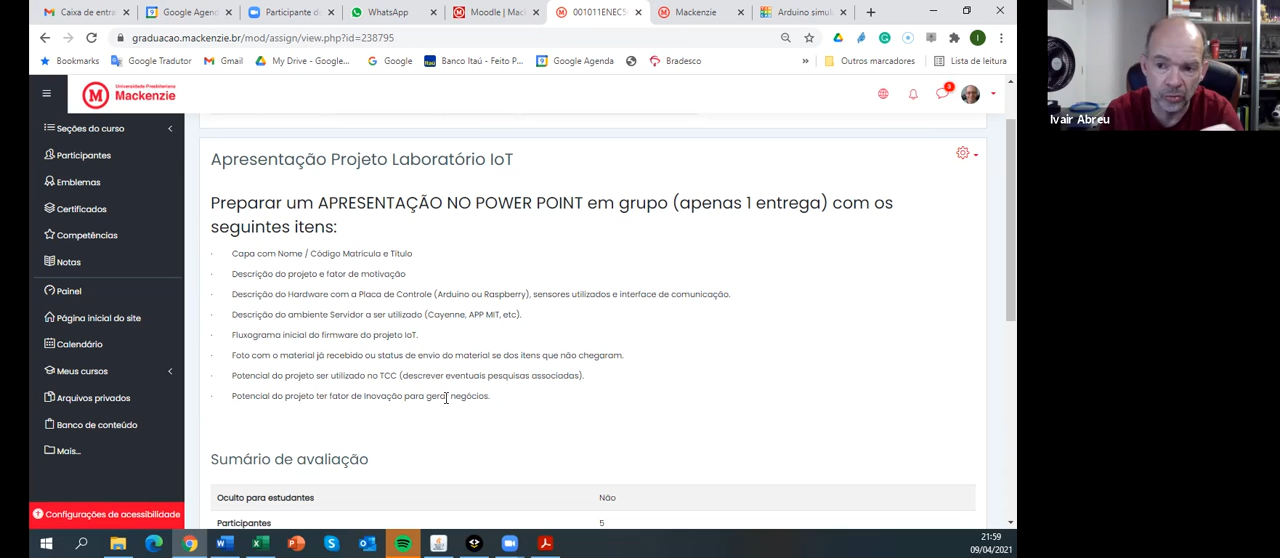 Caixa de entra
Google Agend
Participante d
WhatsApp
Moodle | Mac
001011ENEC5
Mackenzie
Arduino simul
graduacao.mackenzie.br/mod/assign/view.php?id=238795
Bookmarks
Google Tradutor
Gmail
My Drive - Google...
Google
Banco Itaú - Feito P...
Google Agenda
Bradesco
»
Outros marcadores
Lista de leitura
Universidade Presbiteriana
Mackenzie
3
Seções do curso
Participantes
Emblemas
Certificados
Competências
Notas
Painel
Página inicial do site
Calendário
Meus cursos
Arquivos privados
Banco de conteúdo
Mais...
Configurações de acessibilidade
Apresentação Projeto Laboratório IoT
Preparar um APRESENTAÇÃO NO POWER POINT em grupo (apenas 1 entrega) com os
seguintes itens:
· Capa com Nome / Código Matrícula e Título
· Descrição do projeto e fator de motivação
· Descrição do Hardware com a Placa de Controle (Arduino ou Raspberry), sensores utilizados e interface de comunicação.
· Descrição do ambiente Servidor a ser utilizado (Cayenne, APP MIT, etc).
· Fluxograma inicial do firmware do projeto IoT.
· Foto com o material já recebido ou status de envio do material se dos itens que não chegaram.
· Potencial do projeto ser utilizado no TCC (descrever eventuais pesquisas associadas).
· Potencial do projeto ter fator de Inovação para gerar negócios.
Sumário de avaliação
Oculto para estudantes Não
Participantes 5
21:59
09/04/2021
Ivair Abreu